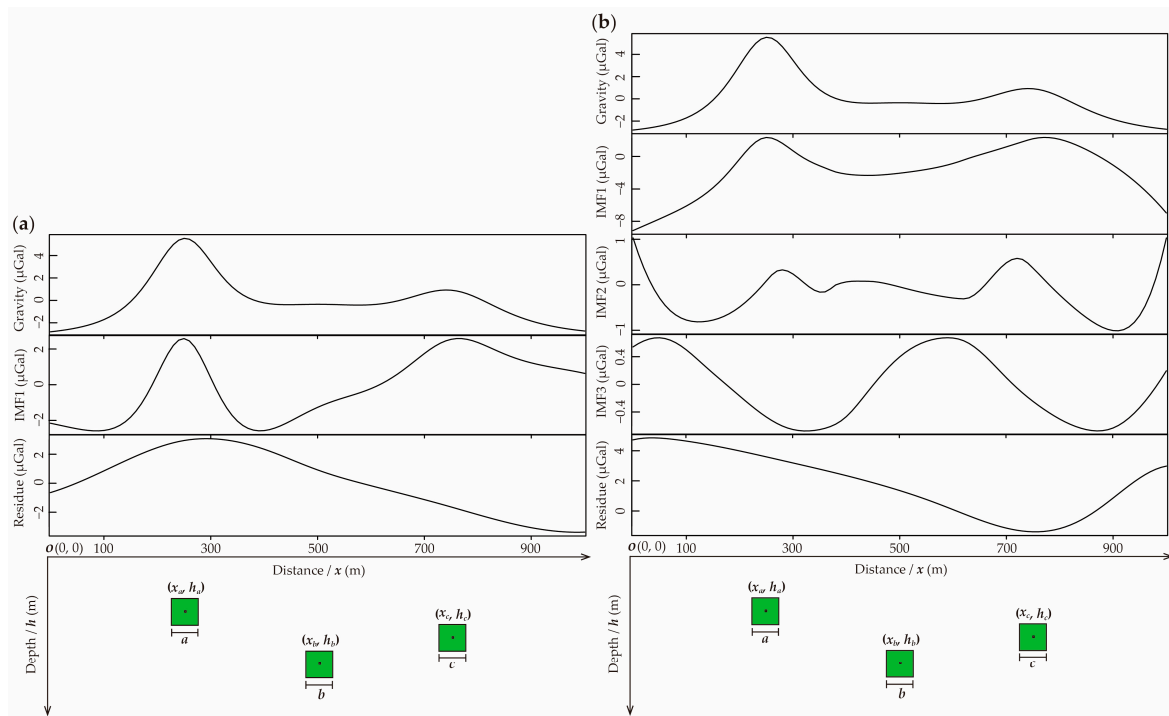 (a)
Gravity (μGal)
4
2
0
−2
IMF1 (μGal)
2
0
−2
Residue (μGal)
2
−2
o (0, 0) 100 300 500 700 900
Distance / x (m)
Depth / h (m)
(xa, ha)
a
(xb, hb)
b
(xc, hc)
c
(b)
Gravity (μGal)
4
2
0
−2
IMF1 (μGal)
0
−4
−8
IMF2 (μGal)
1
0
−1
IMF3 (μGal)
0.4
0
−0.4
Residue (μGal)
4
2
0
o (0, 0) 100 300 500 700 900
Distance / x (m)
Depth / h (m)
(xa, ha)
a
(xb, hb)
b
(xc, hc)
c